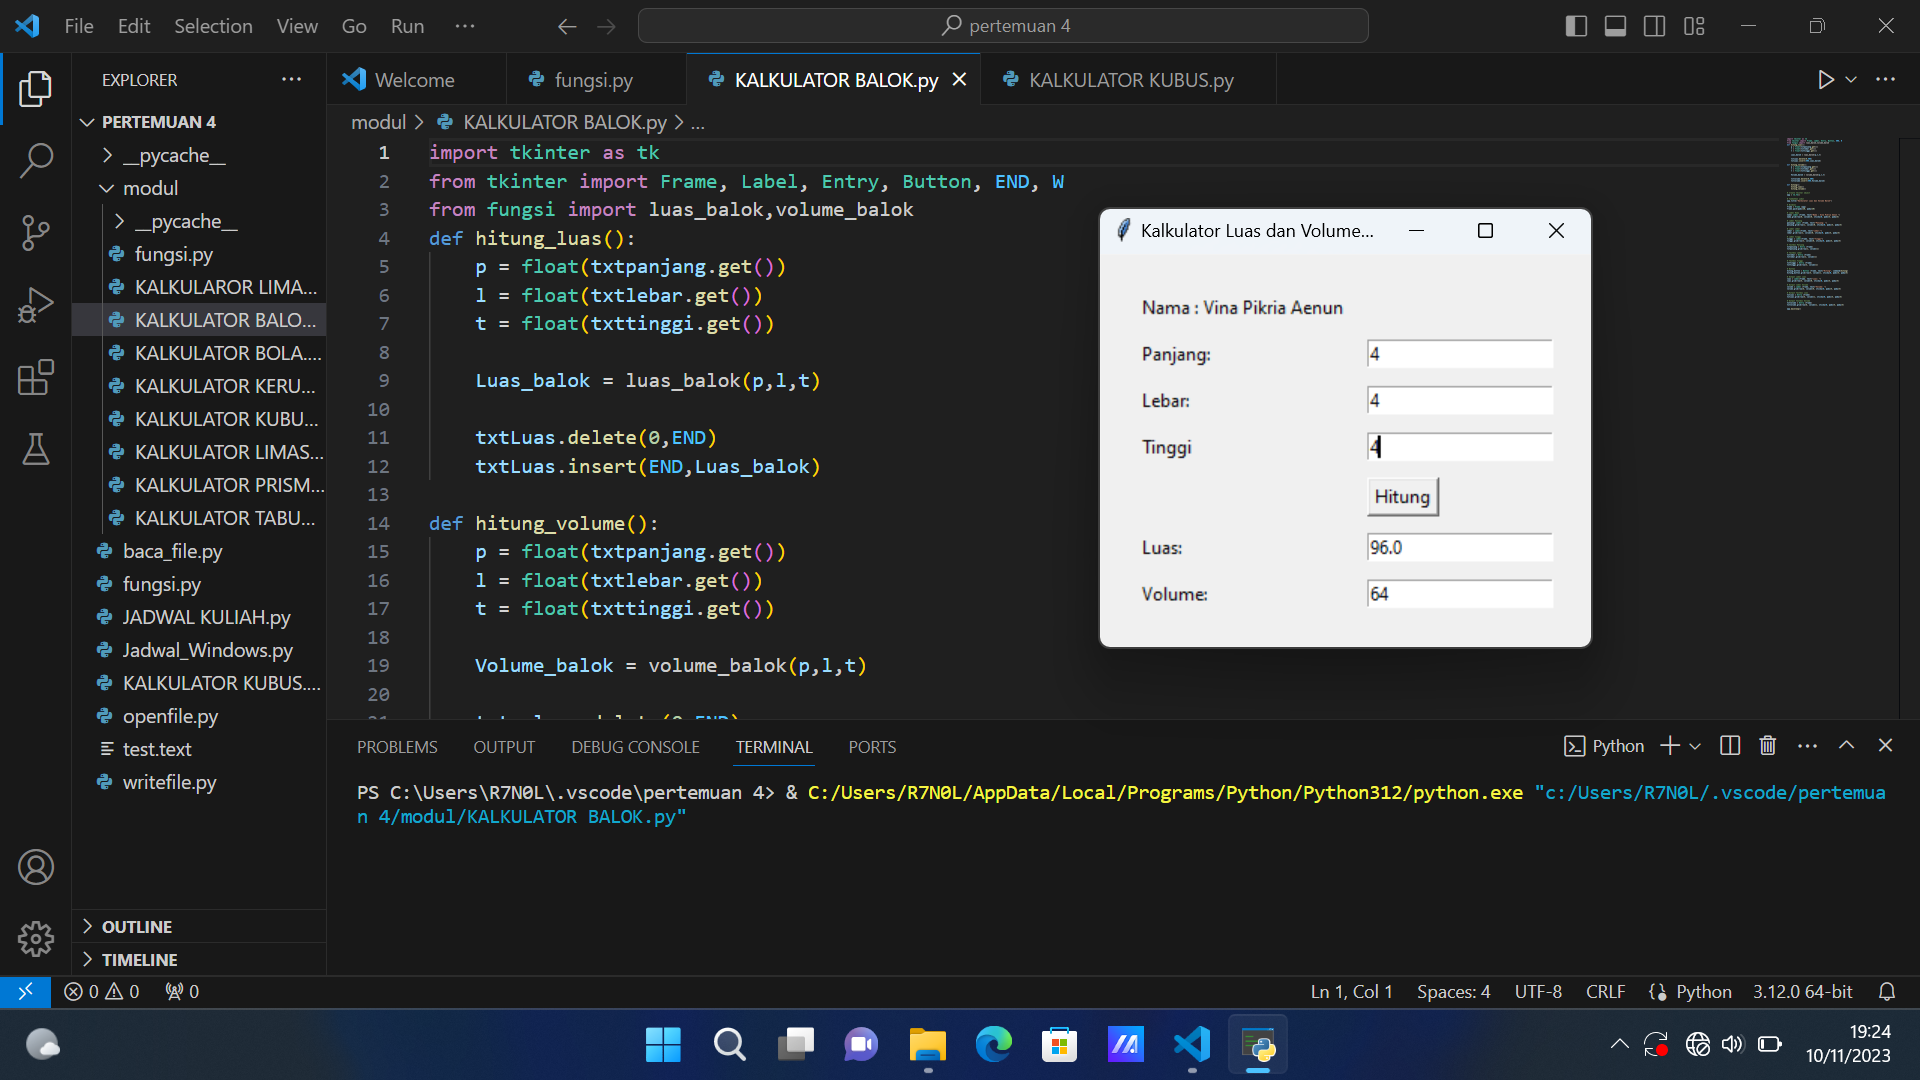 File Edit Selection View Go Run ···
pertemuan 4
EXPLORER ···
PERTEMUAN 4
__pycache__
modul
__pycache__
fungsi.py
KALKULAROR LIMA...
KALKULATOR BALO...
KALKULATOR BOLA....
KALKULATOR KERU...
KALKULATOR KUBU...
KALKULATOR LIMAS...
KALKULATOR PRISM...
KALKULATOR TABU...
baca_file.py
fungsi.py
JADWAL KULIAH.py
Jadwal_Windows.py
KALKULATOR KUBUS....
openfile.py
test.text
writefile.py
OUTLINE
TIMELINE
Welcome fungsi.py KALKULATOR BALOK.py KALKULATOR KUBUS.py
modul > KALKULATOR BALOK.py > ...
1 import tkinter as tk
2 from tkinter import Frame, Label, Entry, Button, END, W
3 from fungsi import luas_balok,volume_balok
4 def hitung_luas():
5 p = float(txtpanjang.get())
6 l = float(txtlebar.get())
7 t = float(txttinggi.get())
8
9 Luas_balok = luas_balok(p,l,t)
10
11 txtLuas.delete(0,END)
12 txtLuas.insert(END,Luas_balok)
13
14 def hitung_volume():
15 p = float(txtpanjang.get())
16 l = float(txtlebar.get())
17 t = float(txttinggi.get())
18
19 Volume_balok = volume_balok(p,l,t)
20
Kalkulator Luas dan Volume...
Nama : Vina Pikria Aenun
Panjang: 4
Lebar: 4
Tinggi 4
Hitung
Luas: 96.0
Volume: 64
PROBLEMS OUTPUT DEBUG CONSOLE TERMINAL PORTS
Python
PS C:\Users\R7N0L\.vscode\pertemuan 4> & C:/Users/R7N0L/AppData/Local/Programs/Python/Python312/python.exe "c:/Users/R7N0L/.vscode/pertemua
n 4/modul/KALKULATOR BALOK.py"
0 0 0
Ln 1, Col 1 Spaces: 4 UTF-8 CRLF Python 3.12.0 64-bit
19:24
10/11/2023